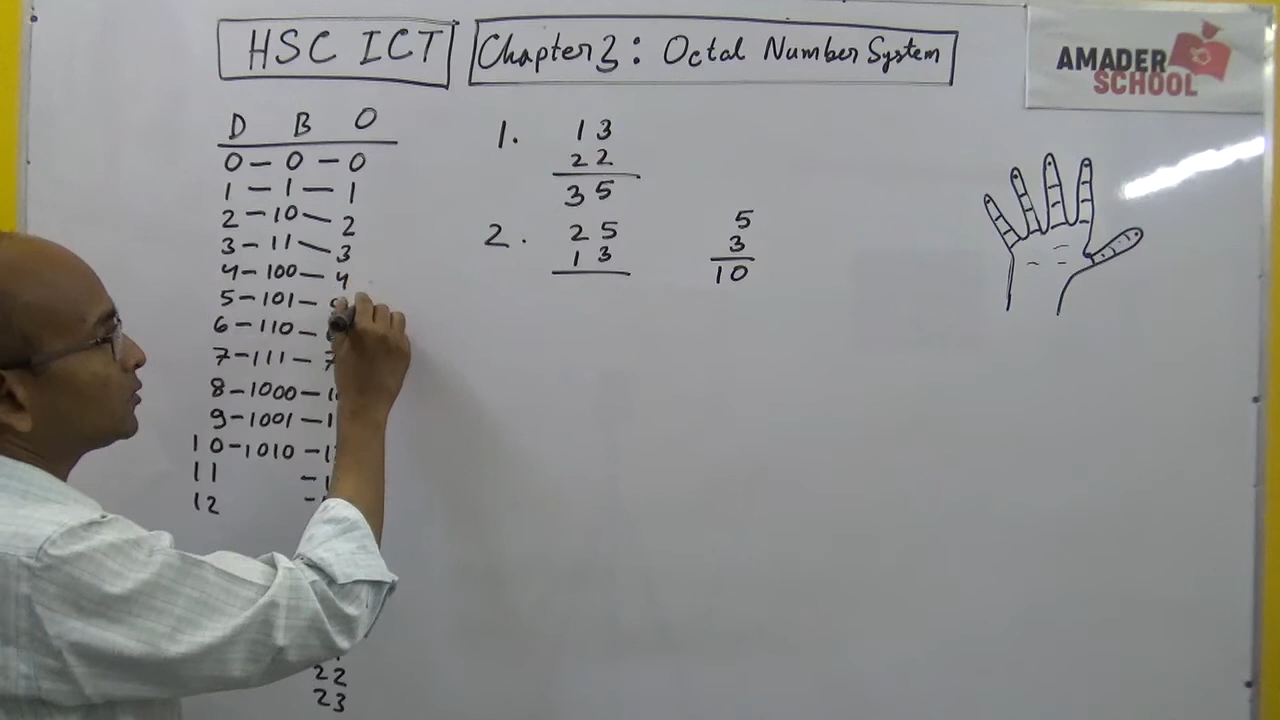 HSC ICT
Chapter 3: Octal Number System
AMADER
SCHOOL
D B O
0 - 0 - 0
1 - 1 - 1
2 - 10 - 2
3 - 11 - 3
4 - 100 - 4
5 - 101 -
6 - 110 -
7 - 111 - 7
8 - 1000 -
9 - 1001 -
10 - 1010 -
11 -
12 -
22
23
1. 13
22
35
2. 25
13
5
3
10